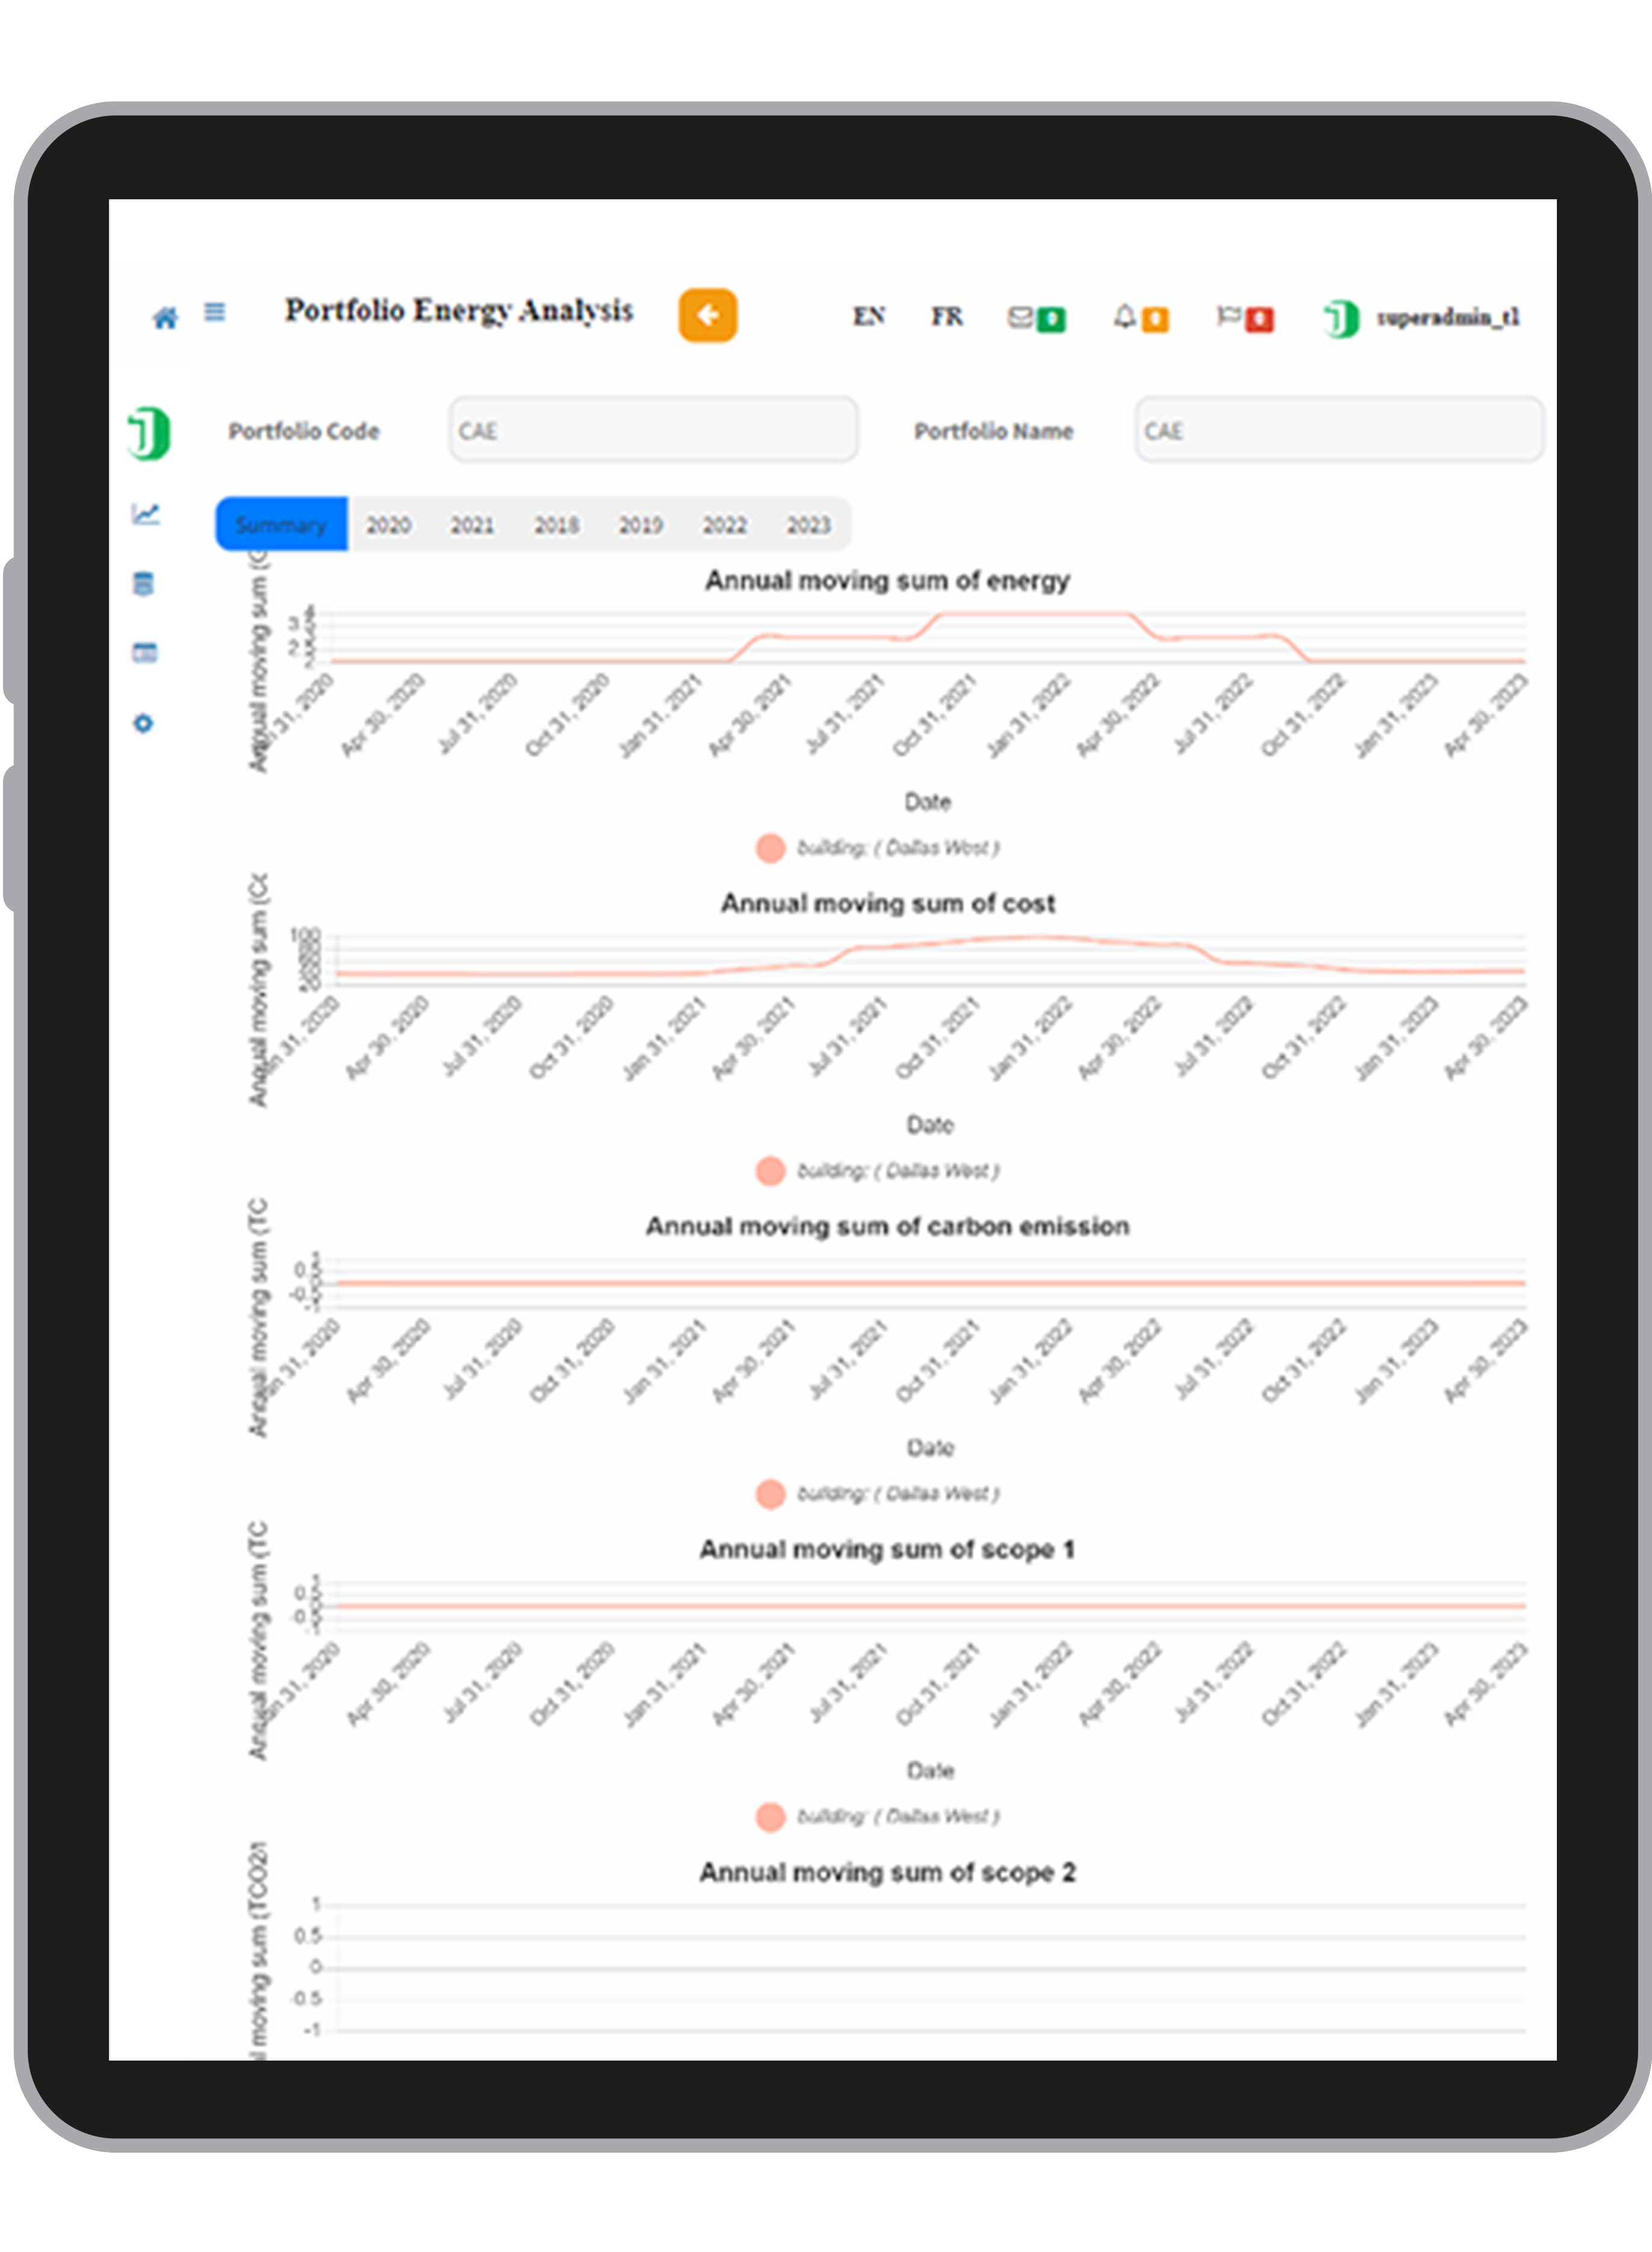 Portfolio Energy Analysis EN FR 0 0 0 superadmin_t1
Portfolio Code CAE Portfolio Name CAE
Summary 2020 2021 2018 2019 2022 2023
Annual moving sum of energy
Annual moving sum (
31, 2020 Apr 30, 2020 Jul 31, 2020 Oct 31, 2020 Jan 31, 2021 Apr 30, 2021 Jul 31, 2021 Oct 31, 2021 Jan 31, 2022 Apr 30, 2022 Jul 31, 2022 Oct 31, 2022 Jan 31, 2023 Apr 30, 2023
Date
building: ( Dallas West )
Annual moving sum of cost
Annual moving sum (Co
100
31, 2020 Apr 30, 2020 Jul 31, 2020 Oct 31, 2020 Jan 31, 2021 Apr 30, 2021 Jul 31, 2021 Oct 31, 2021 Jan 31, 2022 Apr 30, 2022 Jul 31, 2022 Oct 31, 2022 Jan 31, 2023 Apr 30, 2023
Date
building: ( Dallas West )
Annual moving sum of carbon emission
Annual moving sum (TC
1
0.5
0
-0.5
-1
31, 2020 Apr 30, 2020 Jul 31, 2020 Oct 31, 2020 Jan 31, 2021 Apr 30, 2021 Jul 31, 2021 Oct 31, 2021 Jan 31, 2022 Apr 30, 2022 Jul 31, 2022 Oct 31, 2022 Jan 31, 2023 Apr 30, 2023
Date
building: ( Dallas West )
Annual moving sum of scope 1
Annual moving sum (TC
1
0.5
0
-0.5
-1
Jan 31, 2020 Apr 30, 2020 Jul 31, 2020 Oct 31, 2020 Jan 31, 2021 Apr 30, 2021 Jul 31, 2021 Oct 31, 2021 Jan 31, 2022 Apr 30, 2022 Jul 31, 2022 Oct 31, 2022 Jan 31, 2023 Apr 30, 2023
Date
building: ( Dallas West )
Annual moving sum of scope 2
l moving sum (TCO2/
1
0.5
0
-0.5
-1